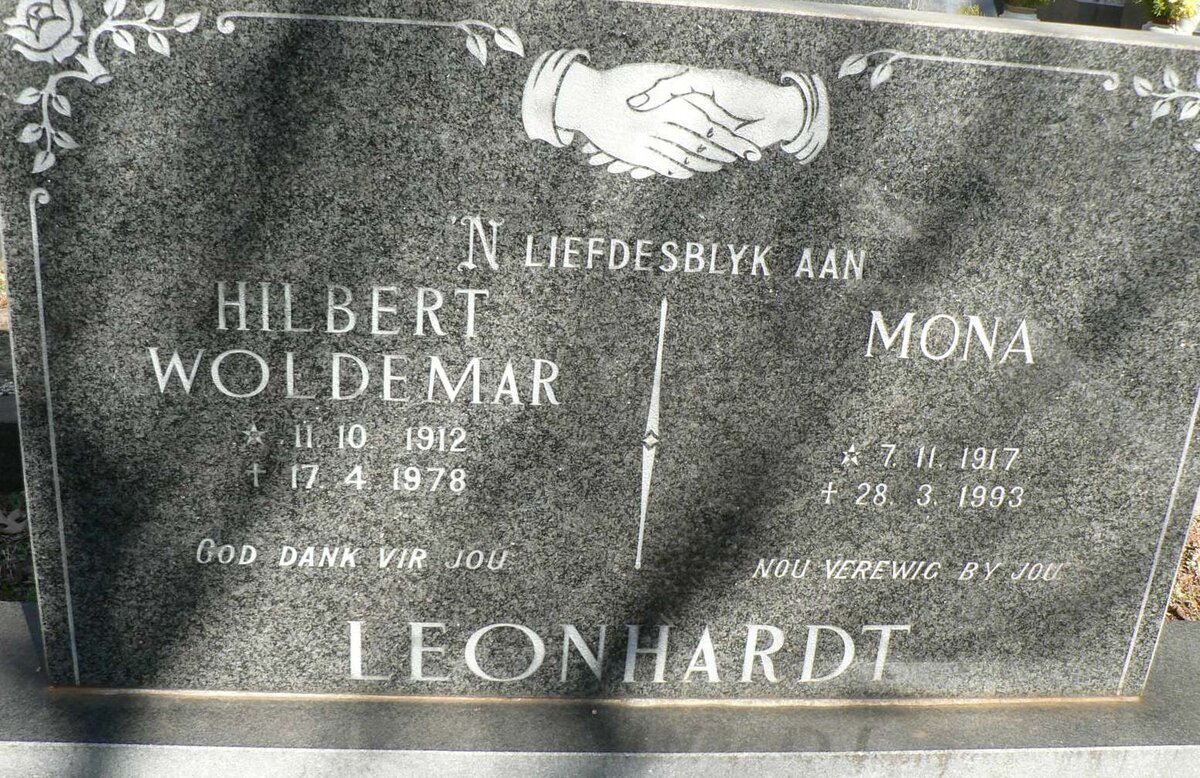 'N LIEFDESBLYK AAN
HILBERT
WOLDEMAR
☆ 11. 10 1912
† 17. 4 1978
GOD DANK VIR JOU
MONA
☆ 7. 11. 1917
† 28. 3. 1993
NOU VEREWIG BY JOU
LEONHARDT